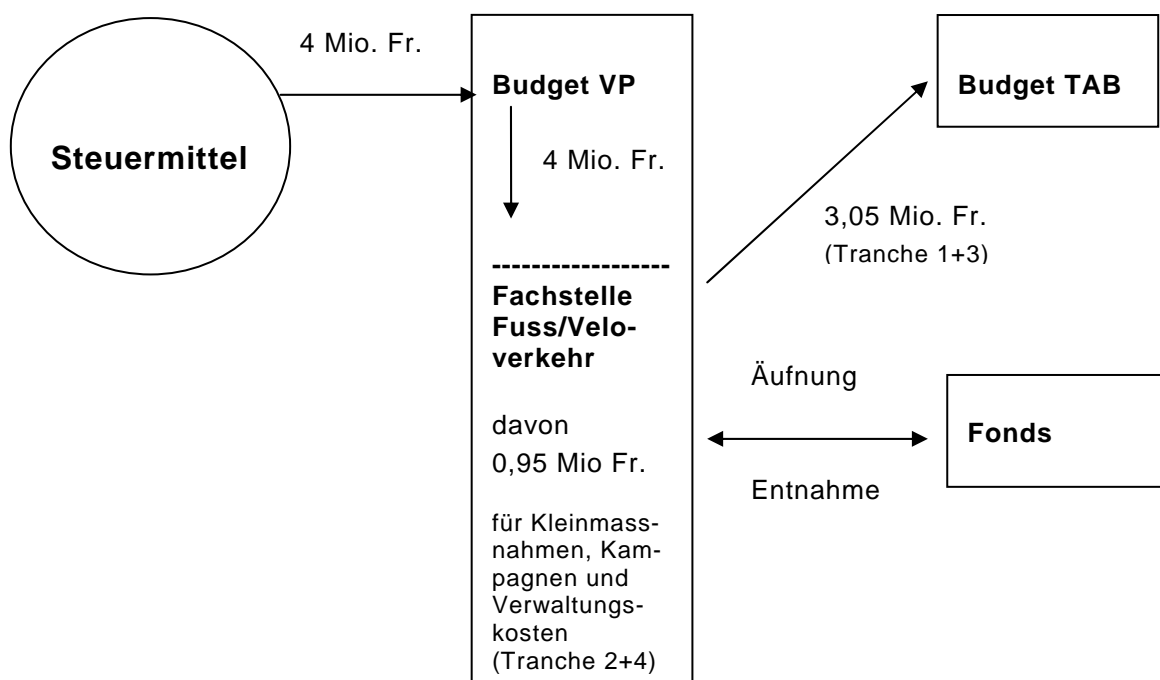 4 Mio. Fr.
Steuermittel
Budget VP
4 Mio. Fr.
------------------
Fachstelle
Fuss/Velo-
verkehr
davon
0,95 Mio Fr.
für Kleinmass-
nahmen, Kam-
pagnen und
Verwaltungs-
kosten
(Tranche 2+4)
Budget TAB
3,05 Mio. Fr.
(Tranche 1+3)
Äufnung
Fonds
Entnahme